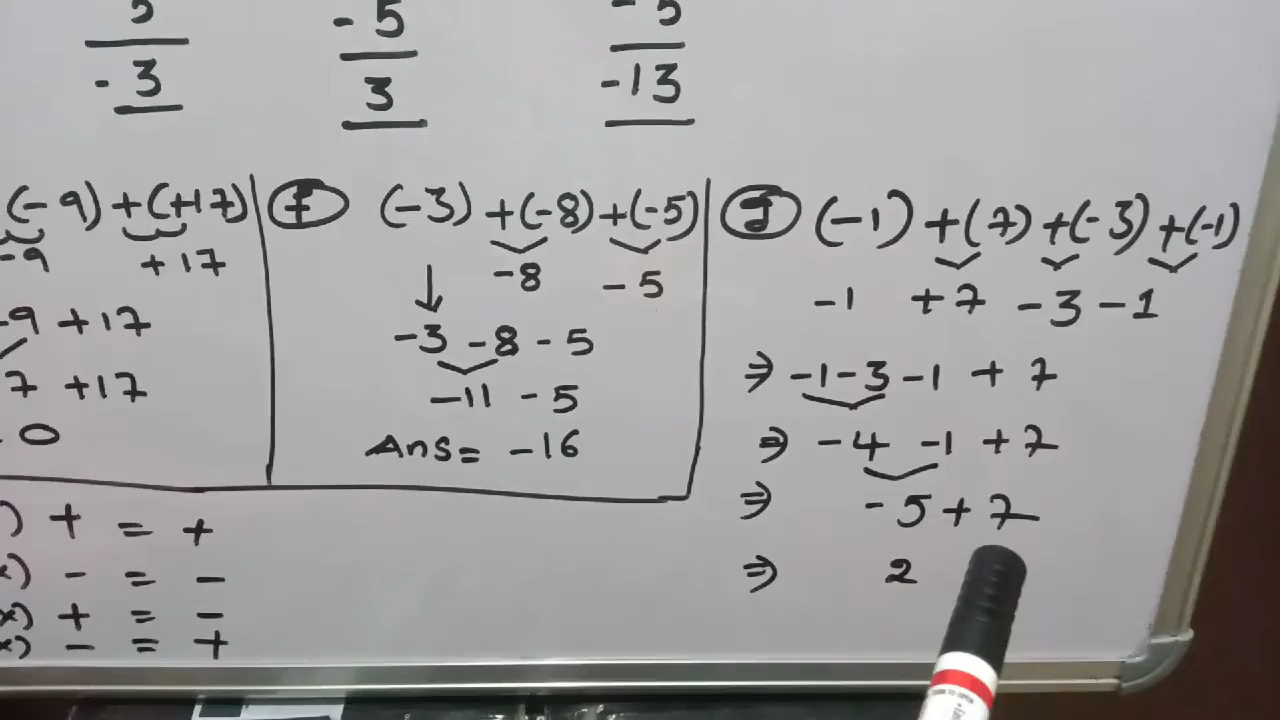 5
-3
-5
3
-5
-13
(-9) +(+17)
-9 +17
-9 +17
7 +17
0
f (-3) +(-8) +(-5)
-8 -5
-3 -8 - 5
-11 - 5
Ans = -16
g (-1) +(7) +(-3) +(-1)
-1 +7 -3 -1
⇒ -1-3-1 + 7
⇒ -4 -1 +7
⇒ -5 + 7
⇒ 2
) + = +
x) - = -
x) + = -
x) - = +